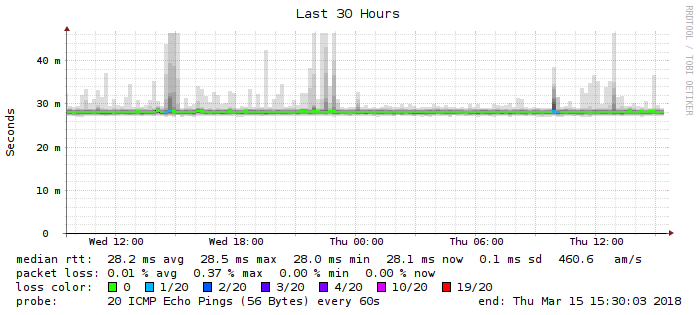 Last 30 Hours
RRDTOOL / TOBI OETIKER
Seconds
40 m
30 m
20 m
10 m
0
Wed 12:00 Wed 18:00 Thu 00:00 Thu 06:00 Thu 12:00
median rtt: 28.2 ms avg 28.5 ms max 28.0 ms min 28.1 ms now 0.1 ms sd 460.6 am/s
packet loss: 0.01 % avg 0.37 % max 0.00 % min 0.00 % now
loss color: 0 1/20 2/20 3/20 4/20 10/20 19/20
probe: 20 ICMP Echo Pings (56 Bytes) every 60s end: Thu Mar 15 15:30:03 2018